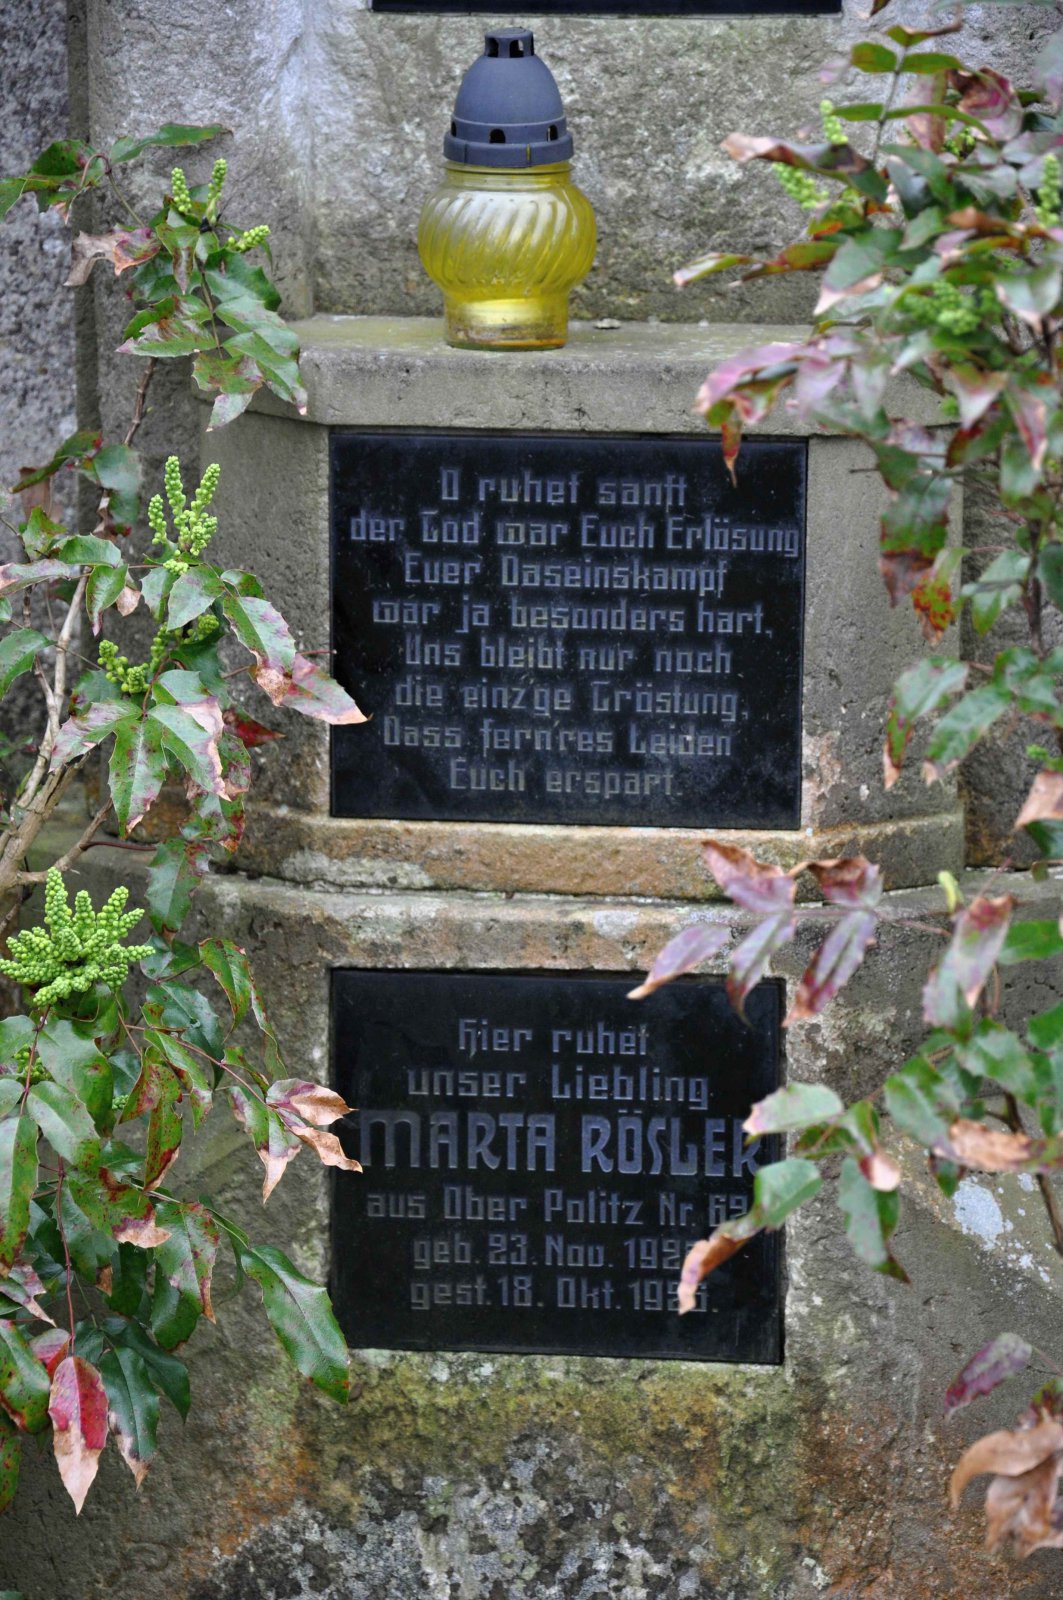 O ruhet sanft
der Tod war Euch Erlösung
Euer Daseinskampf
war ja besonders hart,
Uns bleibt nur noch
die einz'ge Tröstung,
Dass fern'res Leiden
Euch erspart.
Hier ruhet
unser Liebling
MARTA RÖSLER
aus Ober Politz Nr. 69
geb. 23. Nov.
gest. 18. Okt.